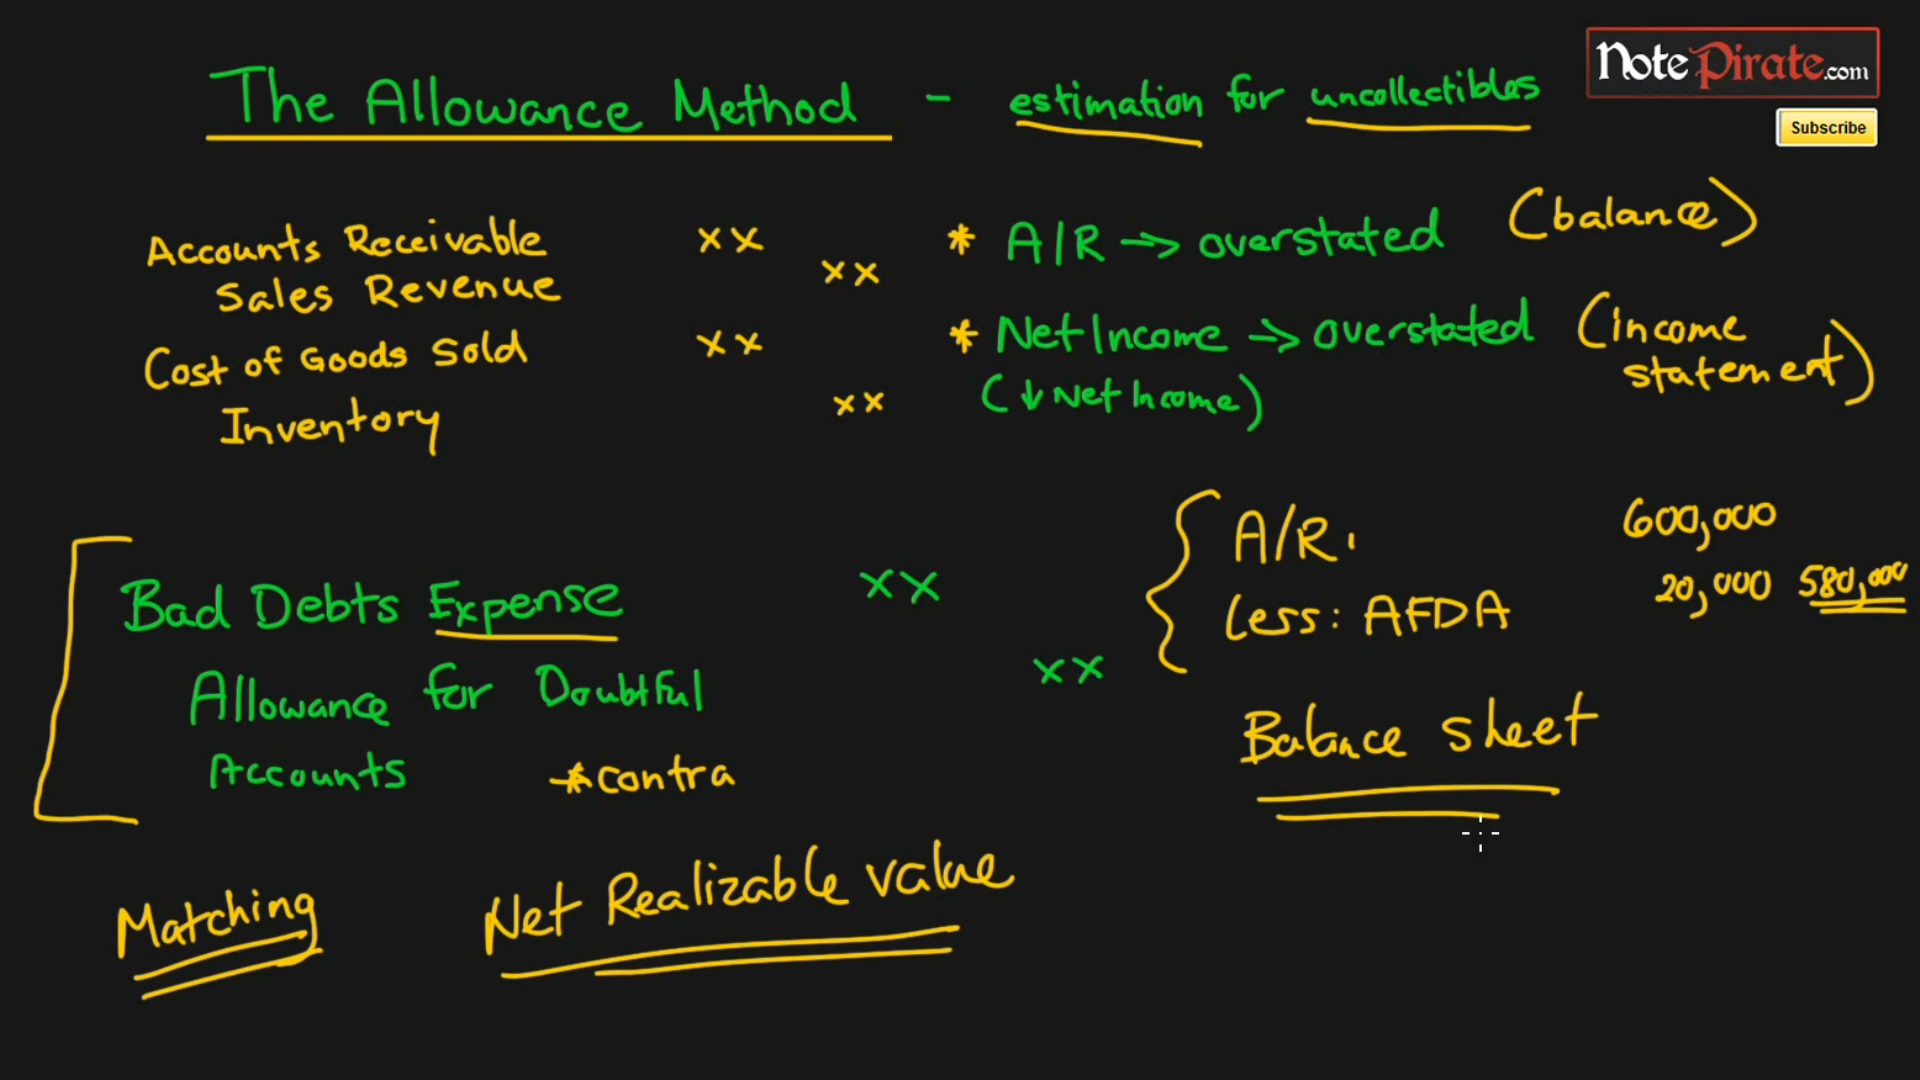 The Allowance Method - estimation for uncollectibles
NotePirate.com
Subscribe
Accounts Receivable xx
Sales Revenue xx
Cost of Goods Sold xx
Inventory xx
* A/R → overstated (balance)
* Net Income → overstated (income statement)
(↓ Net Income)
Bad Debts Expense xx
Allowance for Doubtful xx
Accounts *contra
A/R. 600,000
Less: AFDA 20,000 580,000
Balance sheet
Matching Net Realizable value